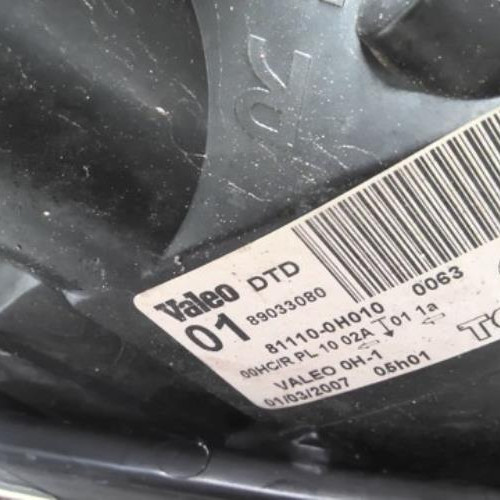 Valeo DTD
01 89033080
81110-0H010 0063
00HC/R PL 10 02A 01 1a
VALEO 0H-1
01/03/2007 05h01